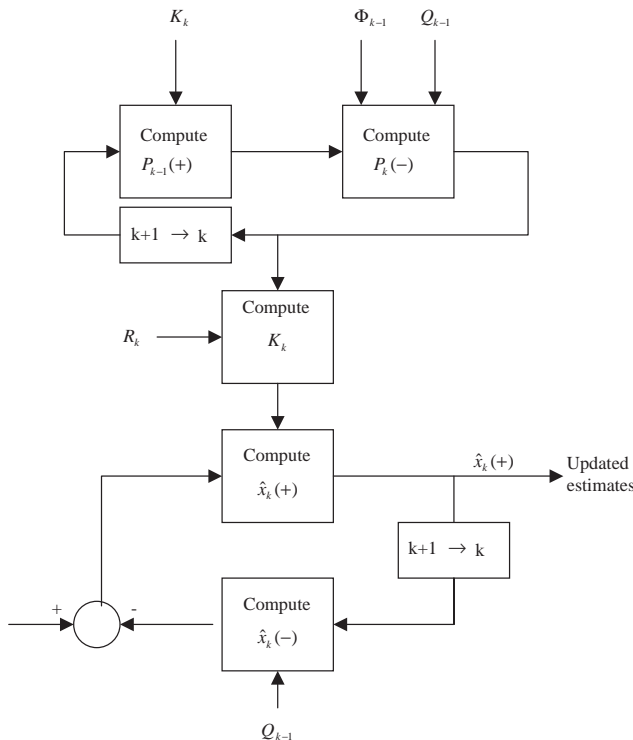 K_k
Φ_{k-1} Q_{k-1}
Compute
P_{k-1}(+)
Compute
P_k(−)
k+1 → k
Compute
K_k
R_k
Compute
x̂_k(+)
x̂_k(+)
Updated
estimates
k+1 → k
+ -
Compute
x̂_k(−)
Q_{k-1}